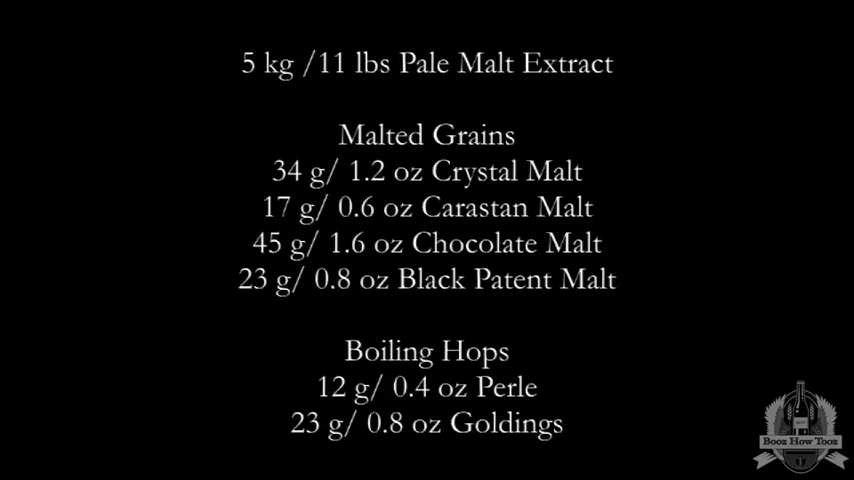 5 kg /11 lbs Pale Malt Extract
Malted Grains
34 g/ 1.2 oz Crystal Malt
17 g/ 0.6 oz Carastan Malt
45 g/ 1.6 oz Chocolate Malt
23 g/ 0.8 oz Black Patent Malt
Boiling Hops
12 g/ 0.4 oz Perle
23 g/ 0.8 oz Goldings
Booz How Tooz